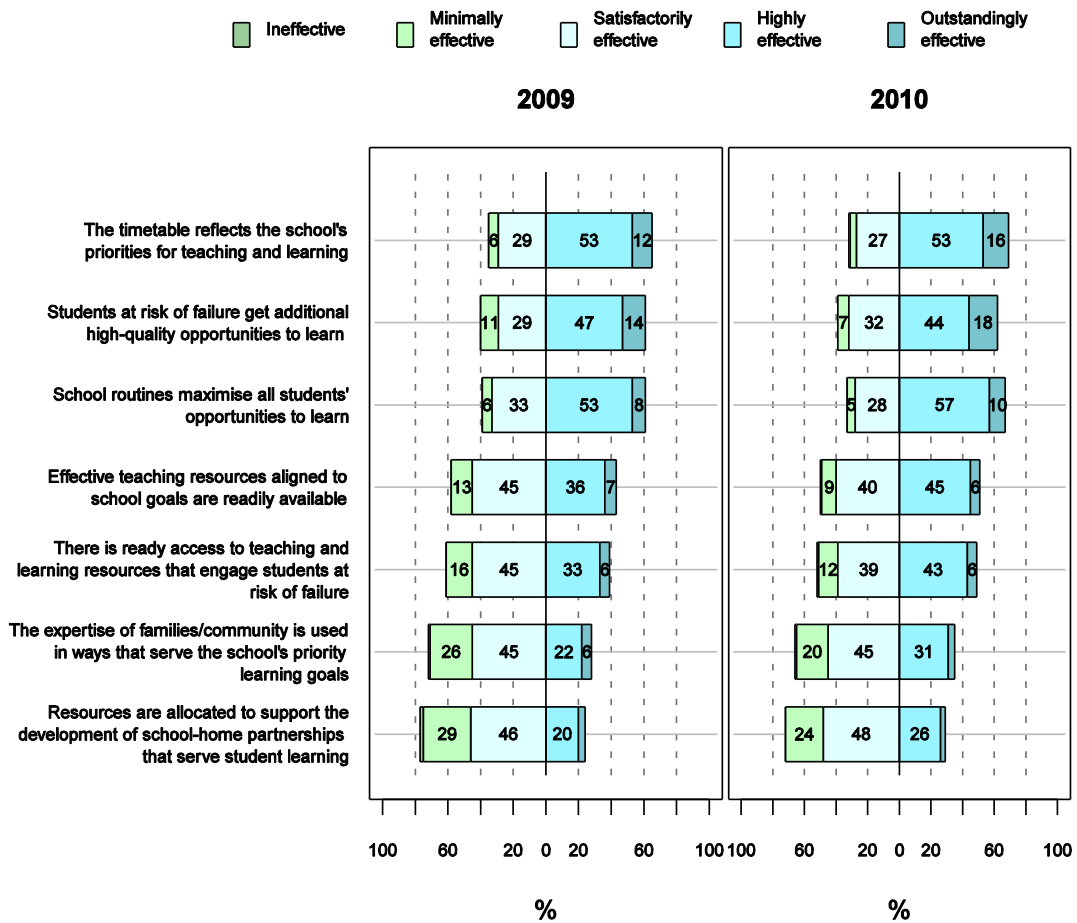 Ineffective
Minimally
effective
Satisfactorily
effective
Highly
effective
Outstandingly
effective
2009
2010
The timetable reflects the school's
priorities for teaching and learning
6 29 53 12
27 53 16
Students at risk of failure get additional
high-quality opportunities to learn
11 29 47 14
7 32 44 18
School routines maximise all students'
opportunities to learn
6 33 53 8
5 28 57 10
Effective teaching resources aligned to
school goals are readily available
13 45 36 7
9 40 45 6
There is ready access to teaching and
learning resources that engage students at
risk of failure
16 45 33 6
12 39 43 6
The expertise of families/community is used
in ways that serve the school's priority
learning goals
26 45 22 6
20 45 31
Resources are allocated to support the
development of school-home partnerships
that serve student learning
29 46 20
24 48 26
100 60 20 0 20 60 100
100 60 20 0 20 60 100
%
%